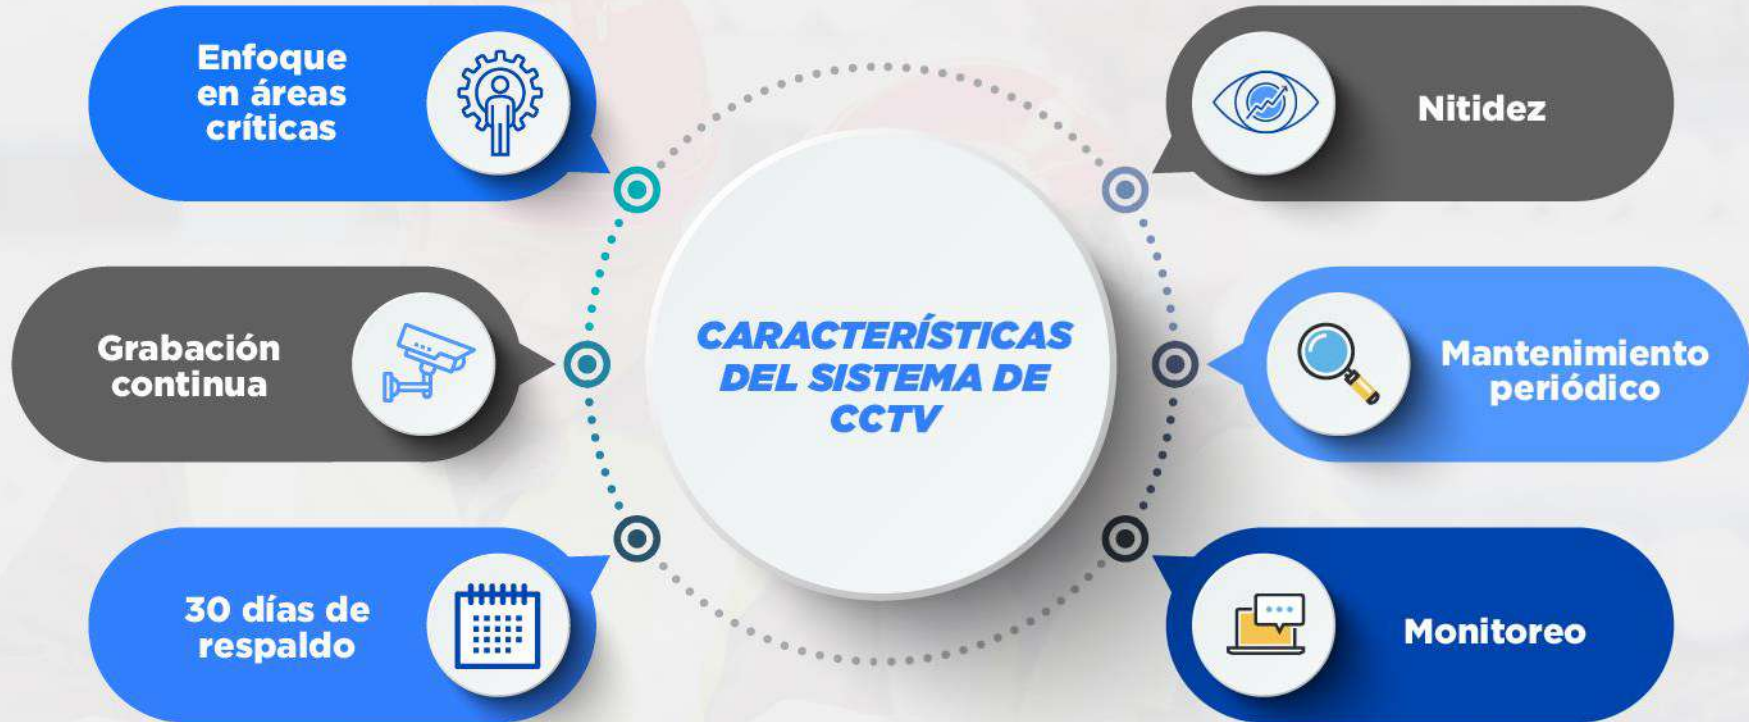 Enfoque
en áreas
críticas
Nitidez
Grabación
continua
CARACTERÍSTICAS
DEL SISTEMA DE
CCTV
Mantenimiento
periódico
30 días de
respaldo
Monitoreo